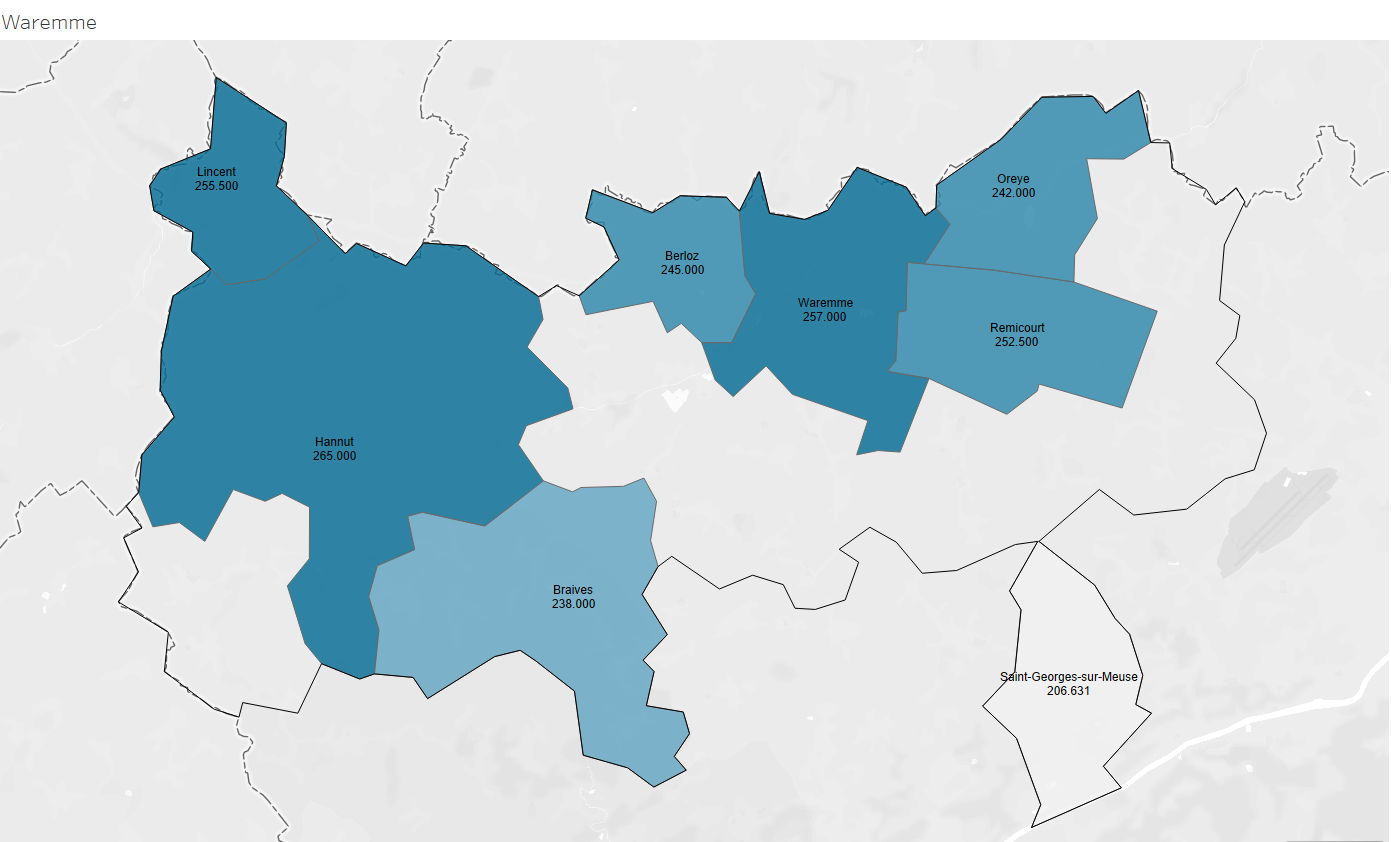 Waremme
Lincent
255.500
Oreye
242.000
Berloz
245.000
Waremme
257.000
Remicourt
252.500
Hannut
265.000
Braives
238.000
Saint-Georges-sur-Meuse
206.631